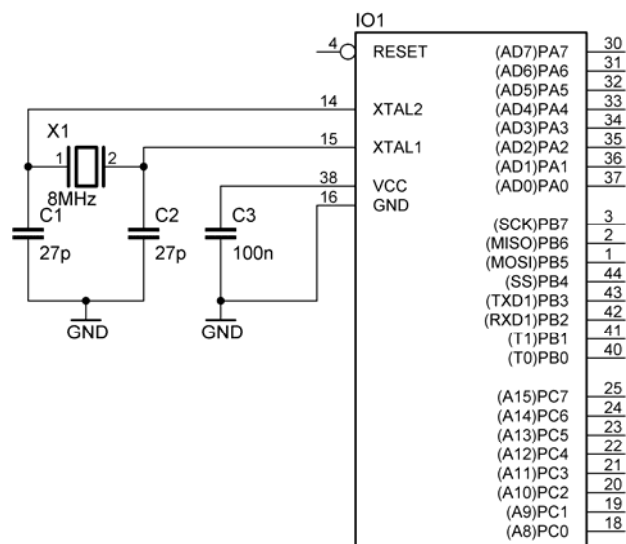 IO1
4 RESET (AD7)PA7 30
(AD6)PA6 31
(AD5)PA5 32
14 XTAL2 (AD4)PA4 33
(AD3)PA3 34
15 XTAL1 (AD2)PA2 35
(AD1)PA1 36
38 VCC (AD0)PA0 37
16 GND
X1
1 2
8MHz
C1
27p
C2
27p
C3
100n
GND
GND
(SCK)PB7 3
(MISO)PB6 2
(MOSI)PB5 1
(SS)PB4 44
(TXD1)PB3 43
(RXD1)PB2 42
(T1)PB1 41
(T0)PB0 40
(A15)PC7 25
(A14)PC6 24
(A13)PC5 23
(A12)PC4 22
(A11)PC3 21
(A10)PC2 20
(A9)PC1 19
(A8)PC0 18